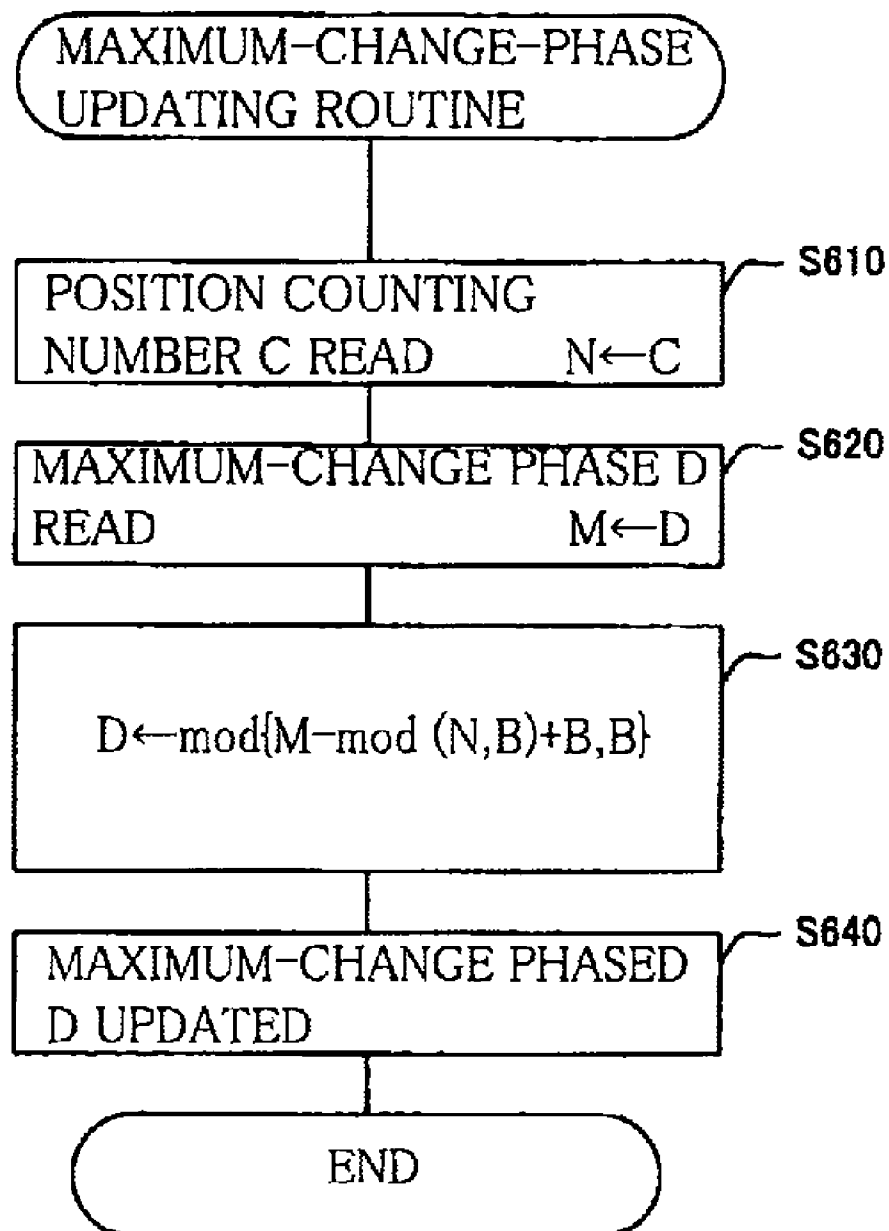 MAXIMUM-CHANGE-PHASE
UPDATING ROUTINE
S610
POSITION COUNTING
NUMBER C READ N←C
S620
MAXIMUM-CHANGE PHASE D
READ M←D
S630
D←mod{M-mod (N,B)+B,B}
S640
MAXIMUM-CHANGE PHASED
D UPDATED
END